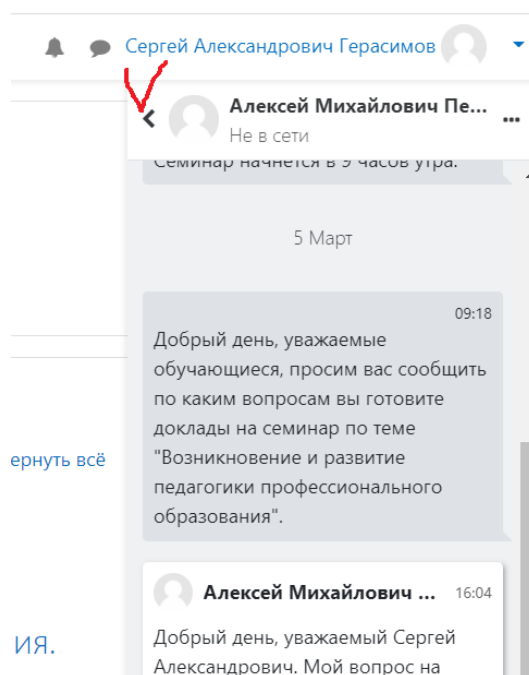 Сергей Александрович Герасимов
Алексей Михайлович Пе...
Не в сети
Семинар начнется в 9 часов утра.
5 Март
09:18
Добрый день, уважаемые
обучающиеся, просим вас сообщить
по каким вопросам вы готовите
доклады на семинар по теме
"Возникновение и развитие
педагогики профессионального
образования".
ернуть всё
Алексей Михайлович ... 16:04
Добрый день, уважаемый Сергей
Александрович. Мой вопрос на
ИЯ.